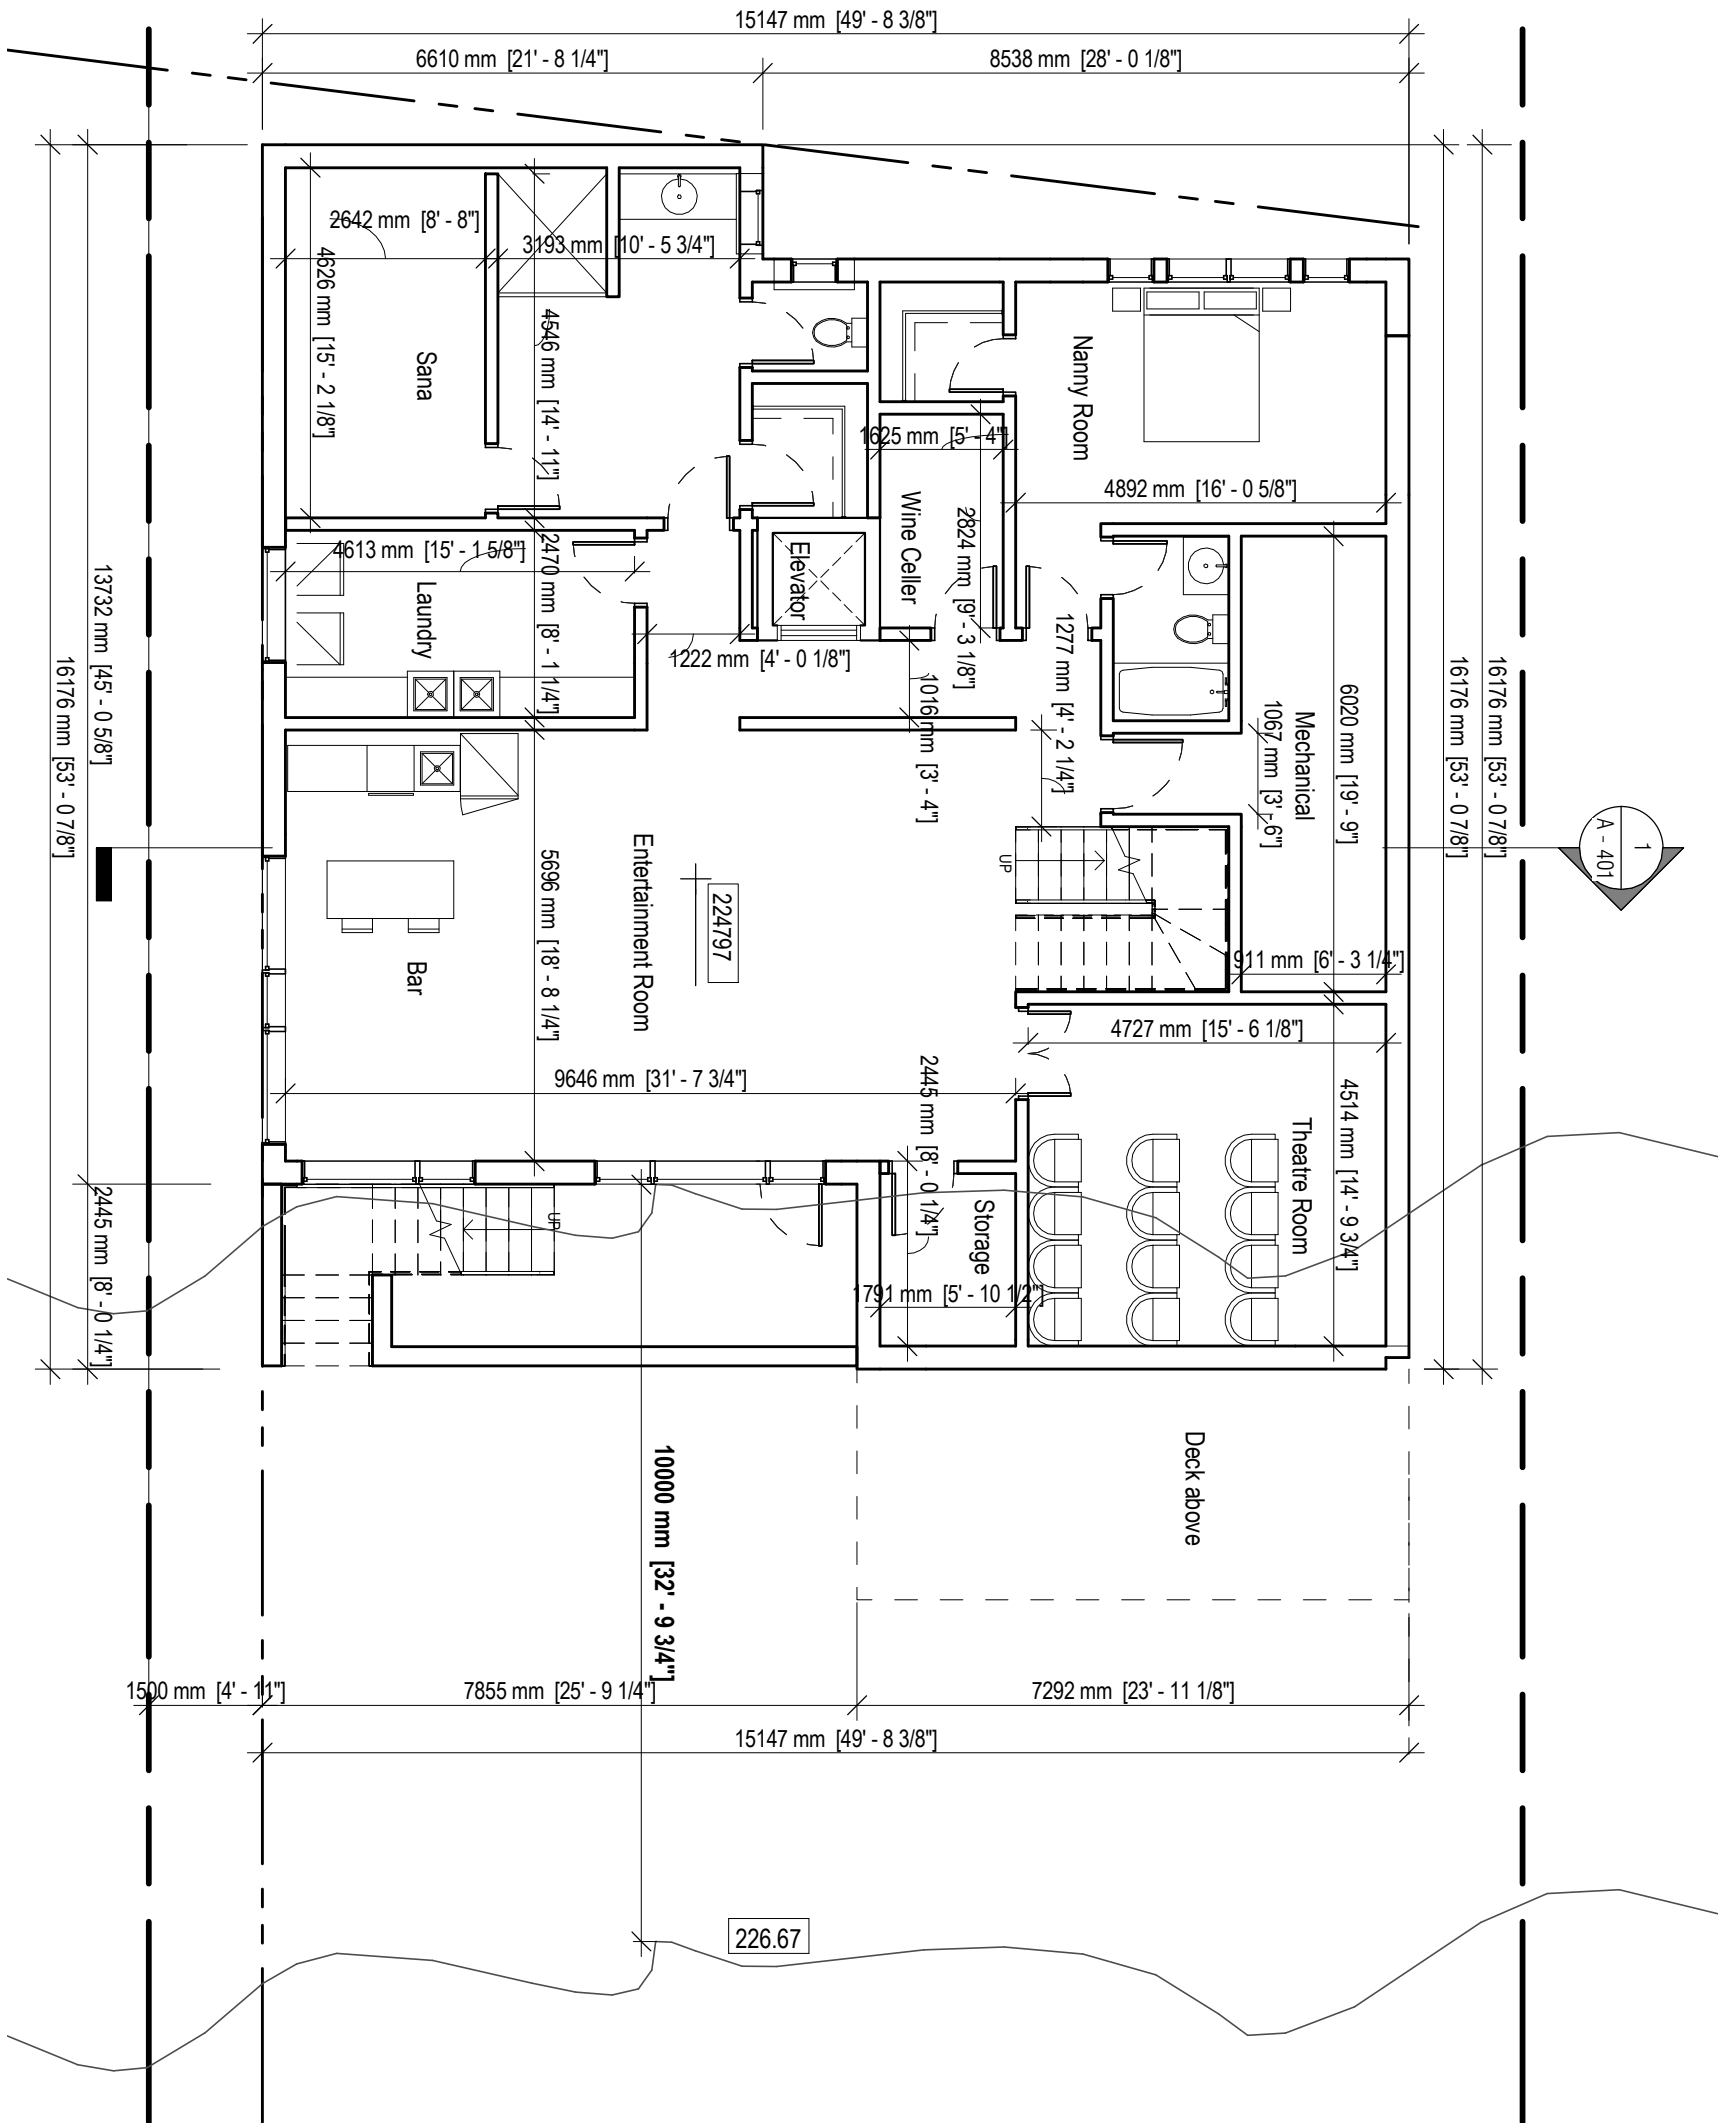 15147 mm [49' - 8 3/8"]
6610 mm [21' - 8 1/4"]
8538 mm [28' - 0 1/8"]
2642 mm [8' - 8"]
3193 mm [10' - 5 3/4"]
4626 mm [15' - 2 1/8"]
4546 mm [14' - 11"]
Sana
Nanny Room
1625 mm [5' - 4"]
4892 mm [16' - 0 5/8"]
Wine Celler
2824 mm [9' - 3 1/8"]
Elevator
4613 mm [15' - 1 5/8"]
2470 mm [8' - 1 1/4"]
Laundry
1222 mm [4' - 0 1/8"]
1016 mm [3' - 4"]
1277 mm [4' - 2 1/4"]
Mechanical
1067 mm [3' - 6"]
6020 mm [19' - 9"]
13732 mm [45' - 0 5/8"]
16176 mm [53' - 0 7/8"]
16176 mm [53' - 0 7/8"]
16176 mm [53' - 0 7/8"]
1
A - 401
UP
5696 mm [18' - 8 1/4"]
Entertainment Room
224797
Bar
911 mm [6' - 3 1/4"]
4727 mm [15' - 6 1/8"]
9646 mm [31' - 7 3/4"]
2445 mm [8' - 0 1/4"]
4514 mm [14' - 9 3/4"]
Theatre Room
Storage
1791 mm [5' - 10 1/2"]
UP
2445 mm [8' - 0 1/4"]
Deck above
10000 mm [32' - 9 3/4"]
1500 mm [4' - 11"]
7855 mm [25' - 9 1/4"]
7292 mm [23' - 11 1/8"]
15147 mm [49' - 8 3/8"]
226.67